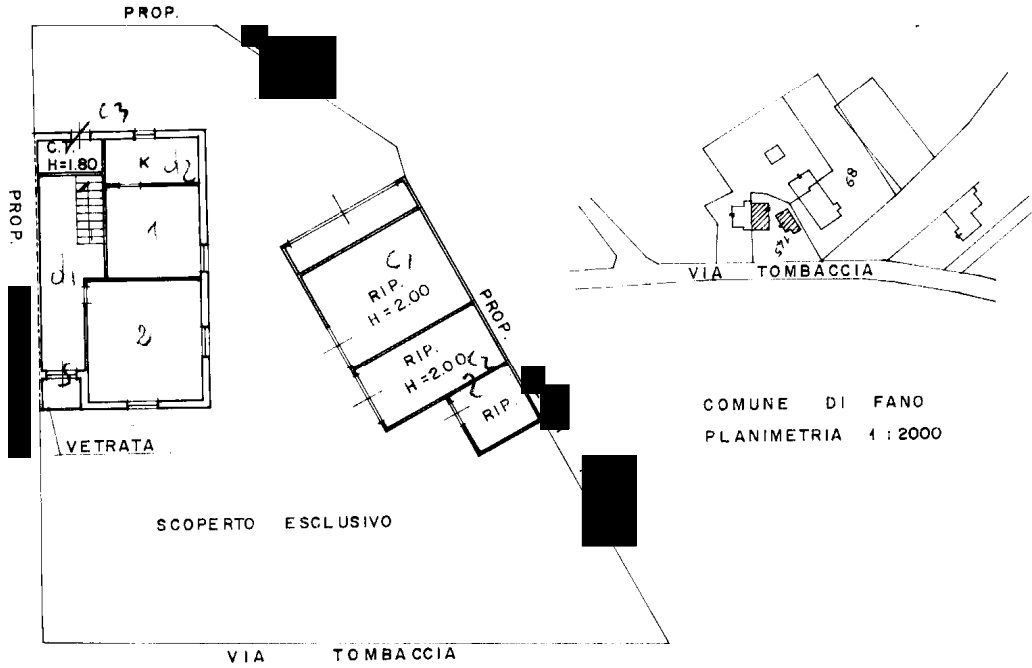 PROP.
C3
C.T.
H=1.80
K
d2
PROP.
1
d1
2
VETRATA
C1
RIP.
H=2.00
PROP.
RIP.
H=2.00
C2
RIP.
SCOPERTO ESCLUSIVO
VIA TOMBACCIA
68
145
VIA TOMBACCIA
COMUNE DI FANO
PLANIMETRIA 1:2000